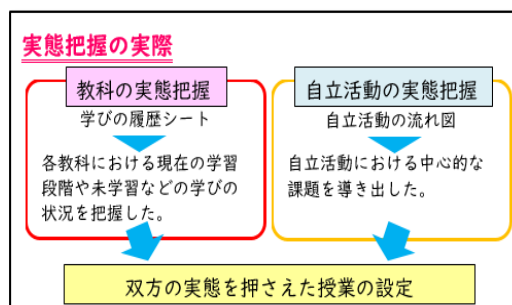 実態把握の実際
教科の実態把握
学びの履歴シート
各教科における現在の学習
段階や未学習などの学びの
状況を把握した。
自立活動の実態把握
自立活動の流れ図
自立活動における中心的な
課題を導き出した。
双方の実態を押さえた授業の設定